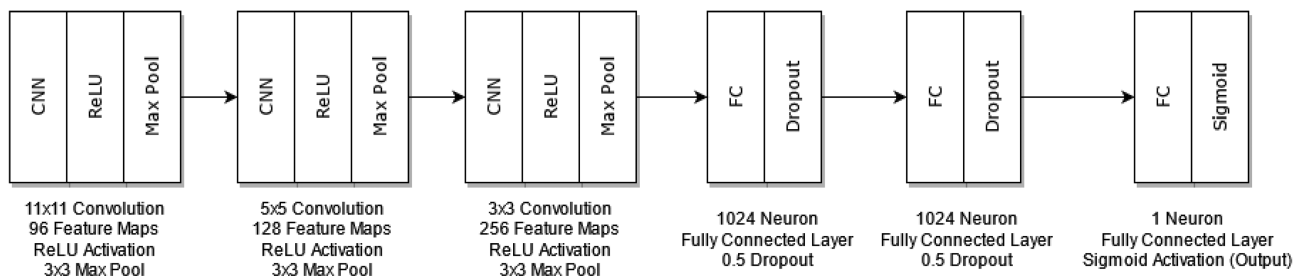 CNN
ReLU
Max Pool
CNN
ReLU
Max Pool
CNN
ReLU
Max Pool
FC
Dropout
FC
Dropout
FC
Sigmoid
11x11 Convolution
96 Feature Maps
ReLU Activation
3x3 Max Pool
5x5 Convolution
128 Feature Maps
ReLU Activation
3x3 Max Pool
3x3 Convolution
256 Feature Maps
ReLU Activation
3x3 Max Pool
1024 Neuron
Fully Connected Layer
0.5 Dropout
1024 Neuron
Fully Connected Layer
0.5 Dropout
1 Neuron
Fully Connected Layer
Sigmoid Activation (Output)